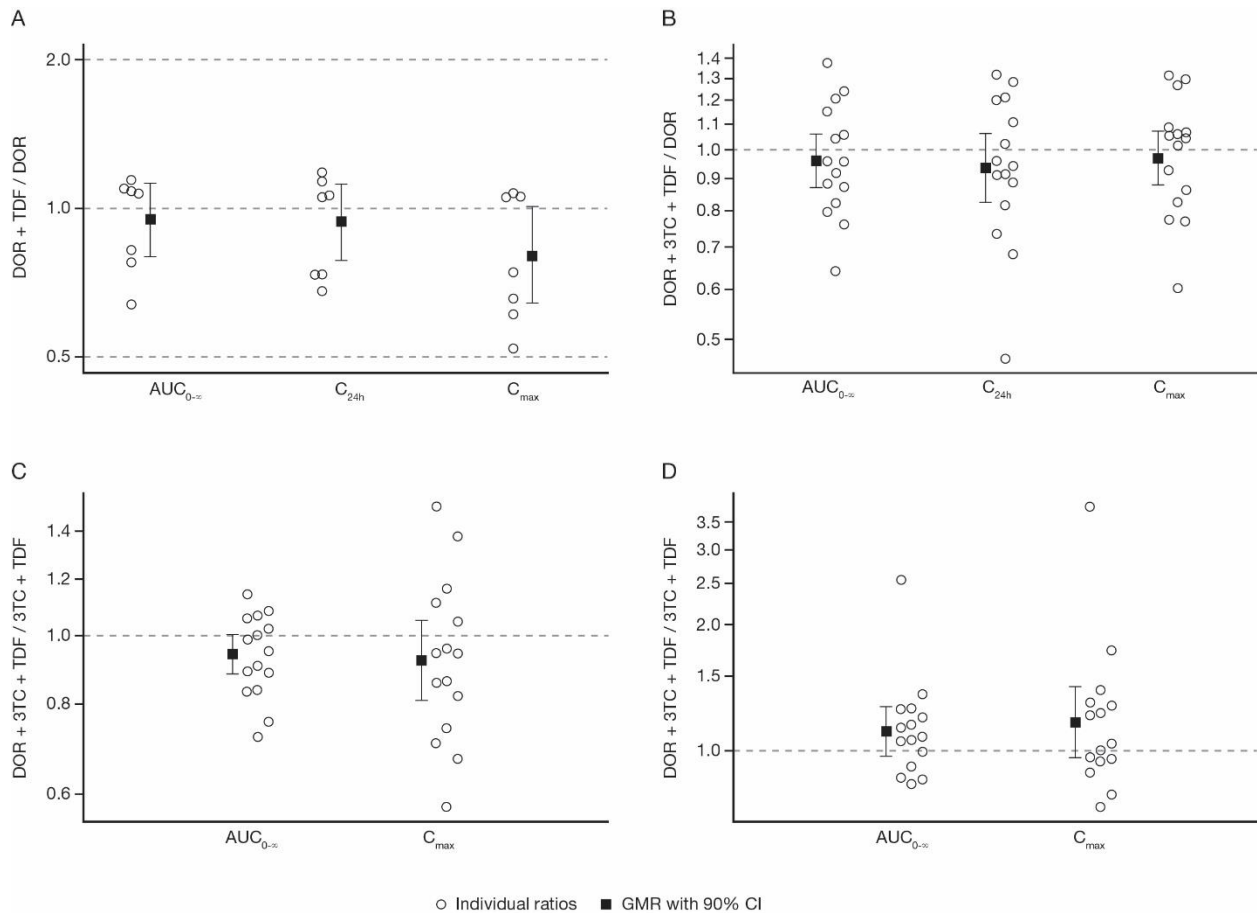 A
DOR + TDF / DOR
2.0
1.0
0.5
AUC0-∞
C24h
Cmax
B
DOR + 3TC + TDF / DOR
1.4
1.3
1.2
1.1
1.0
0.9
0.8
0.7
0.6
0.5
AUC0-∞
C24h
Cmax
C
DOR + 3TC + TDF / 3TC + TDF
1.4
1.2
1.0
0.8
0.6
AUC0-∞
Cmax
D
DOR + 3TC + TDF / 3TC + TDF
3.5
3.0
2.5
2.0
1.5
1.0
AUC0-∞
Cmax
Individual ratios GMR with 90% CI